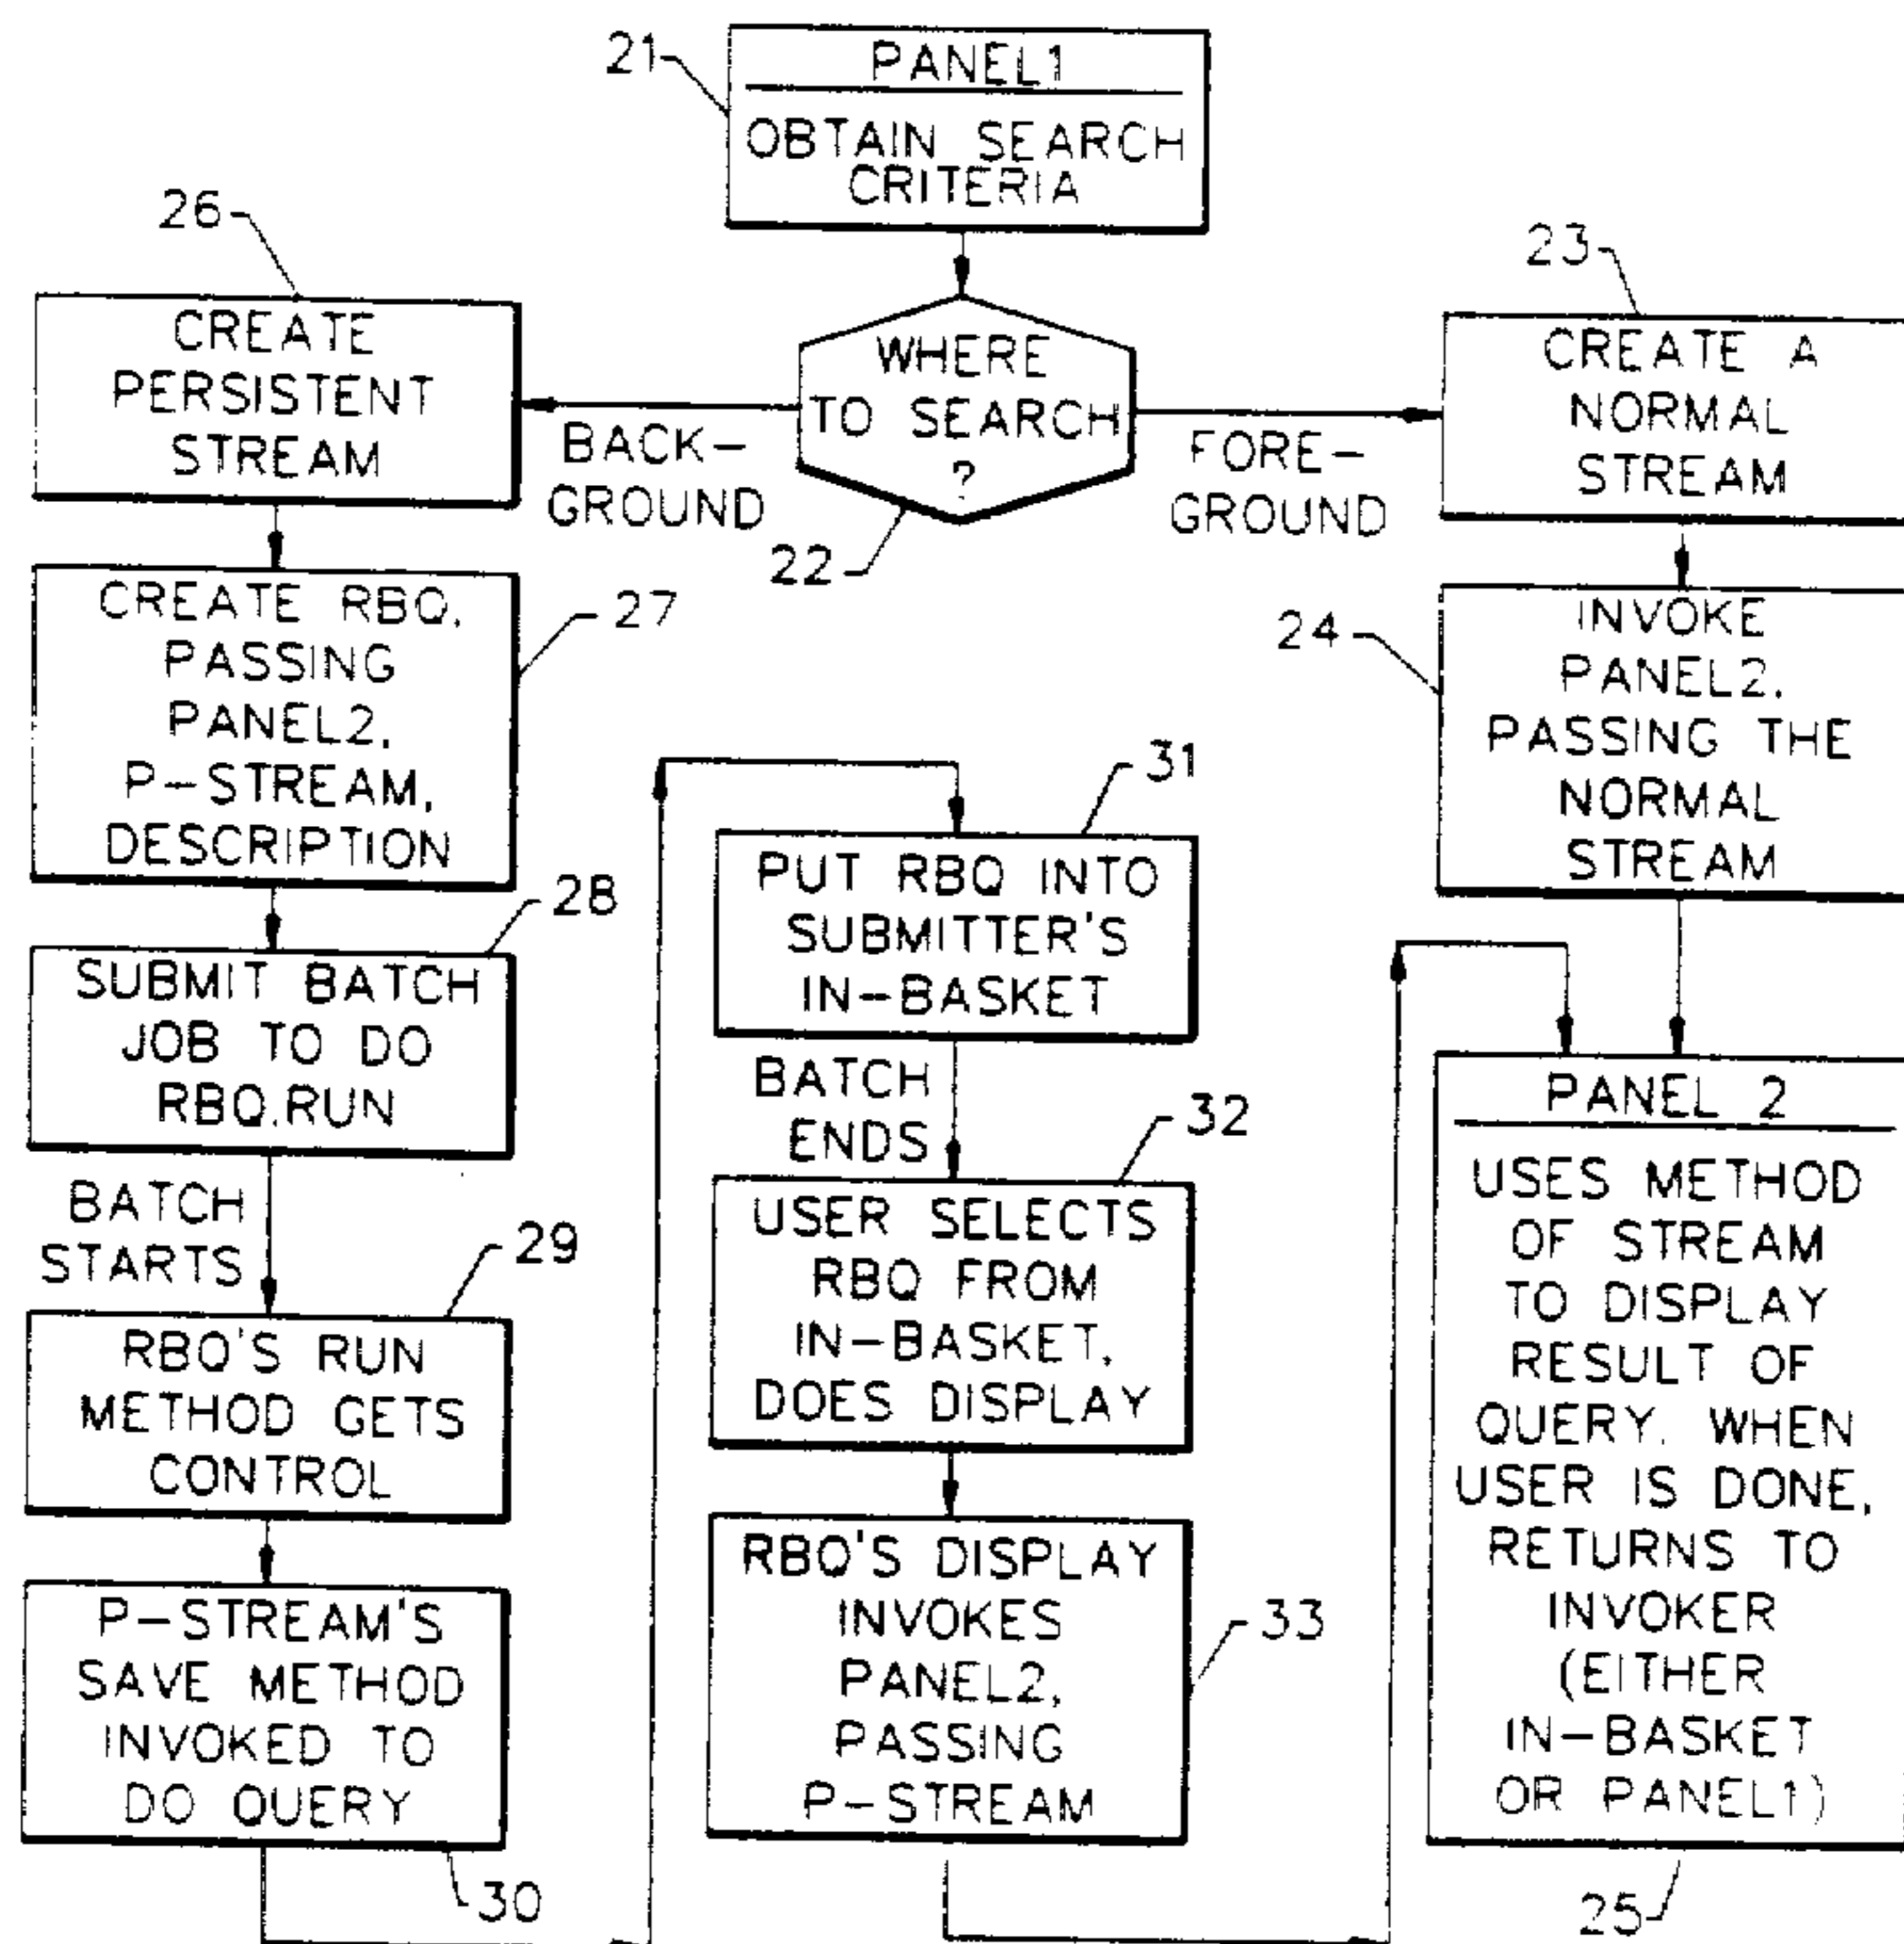 21
PANEL1
OBTAIN SEARCH
CRITERIA
22
WHERE
TO SEARCH
?
BACK-
GROUND
FORE-
GROUND
26
CREATE
PERSISTENT
STREAM
27
CREATE RBQ,
PASSING
PANEL2,
P-STREAM,
DESCRIPTION
28
SUBMIT BATCH
JOB TO DO
RBQ.RUN
BATCH
STARTS
29
RBQ'S RUN
METHOD GETS
CONTROL
P-STREAM'S
SAVE METHOD
INVOKED TO
DO QUERY
30
31
PUT RBQ INTO
SUBMITTER'S
IN-BASKET
BATCH
ENDS
32
USER SELECTS
RBQ FROM
IN-BASKET,
DOES DISPLAY
RBQ'S DISPLAY
INVOKES
PANEL2,
PASSING
P-STREAM
33
23
CREATE A
NORMAL
STREAM
24
INVOKE
PANEL2,
PASSING THE
NORMAL
STREAM
PANEL 2
USES METHOD
OF STREAM
TO DISPLAY
RESULT OF
QUERY. WHEN
USER IS DONE,
RETURNS TO
INVOKER
(EITHER
IN-BASKET
OR PANEL1)
25